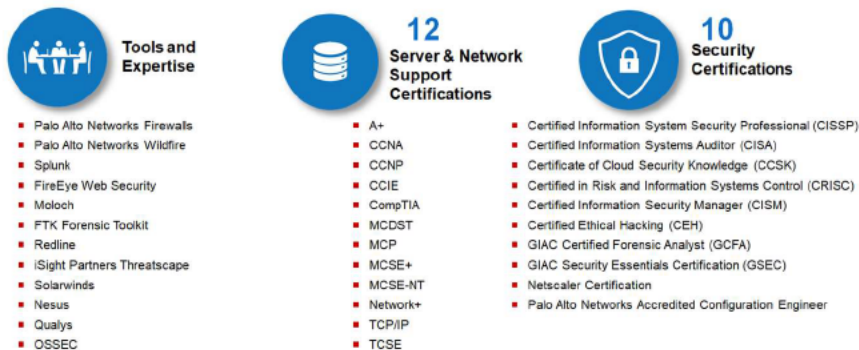 Tools and
Expertise
Palo Alto Networks Firewalls
Palo Alto Networks Wildfire
Splunk
FireEye Web Security
Moloch
FTK Forensic Toolkit
Redline
iSight Partners Threatscape
Solarwinds
Nesus
Qualys
OSSEC
12
Server & Network
Support
Certifications
A+
CCNA
CCNP
CCIE
CompTIA
MCDST
MCP
MCSE+
MCSE-NT
Network+
TCP/IP
TCSE
10
Security
Certifications
Certified Information System Security Professional (CISSP)
Certified Information Systems Auditor (CISA)
Certificate of Cloud Security Knowledge (CCSK)
Certified in Risk and Information Systems Control (CRISC)
Certified Information Security Manager (CISM)
Certified Ethical Hacking (CEH)
GIAC Certified Forensic Analyst (GCFA)
GIAC Security Essentials Certification (GSEC)
Netscaler Certification
Palo Alto Networks Accredited Configuration Engineer